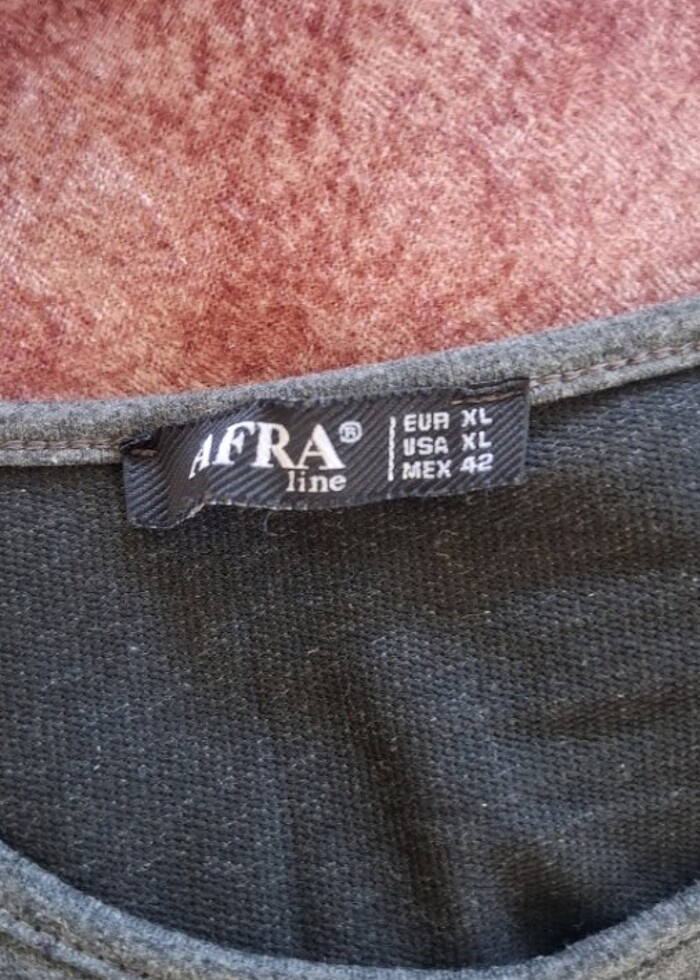 AFRA®
line
EUR XL
USA XL
MEX 42